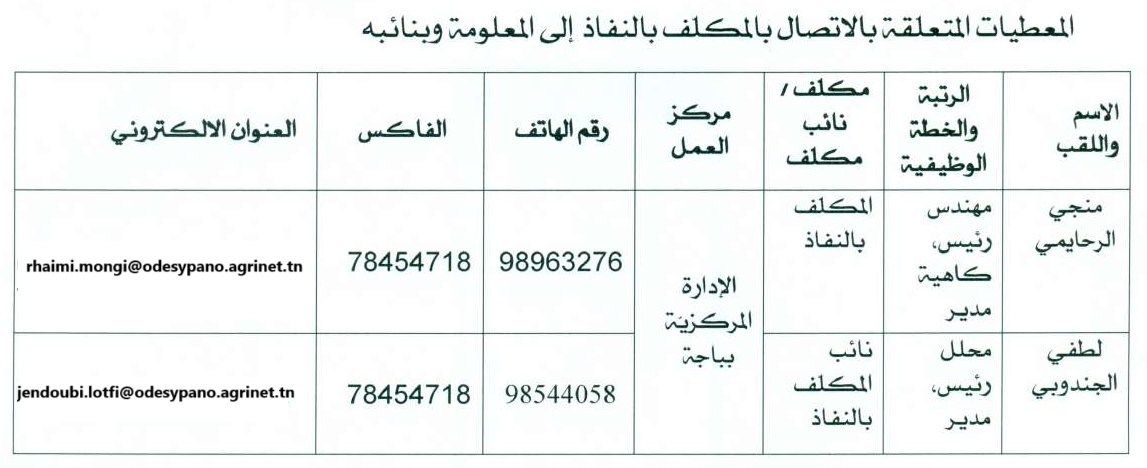 المعطيات المتعلقة بالاتصال بالمكلف بالنفاذ إلى المعلومة وبنائبه
الاسم
واللقب
الرتبة
والخطة
الوظيفية
مكلف /
نائب
مكلف
مركز
العمل
رقم الهاتف
الفاكس
العنوان الالكتروني
منجي
الرحايمي
مهندس
رئيس،
كاهية
مدير
المكلف
بالنفاذ
الإدارة
المركزية
بباجة
98963276
78454718
rhaimi.mongi@odesypano.agrinet.tn
لطفي
الجندوبي
محلل
رئيس،
مدير
نائب
المكلف
بالنفاذ
98544058
78454718
jendoubi.lotfi@odesypano.agrinet.tn